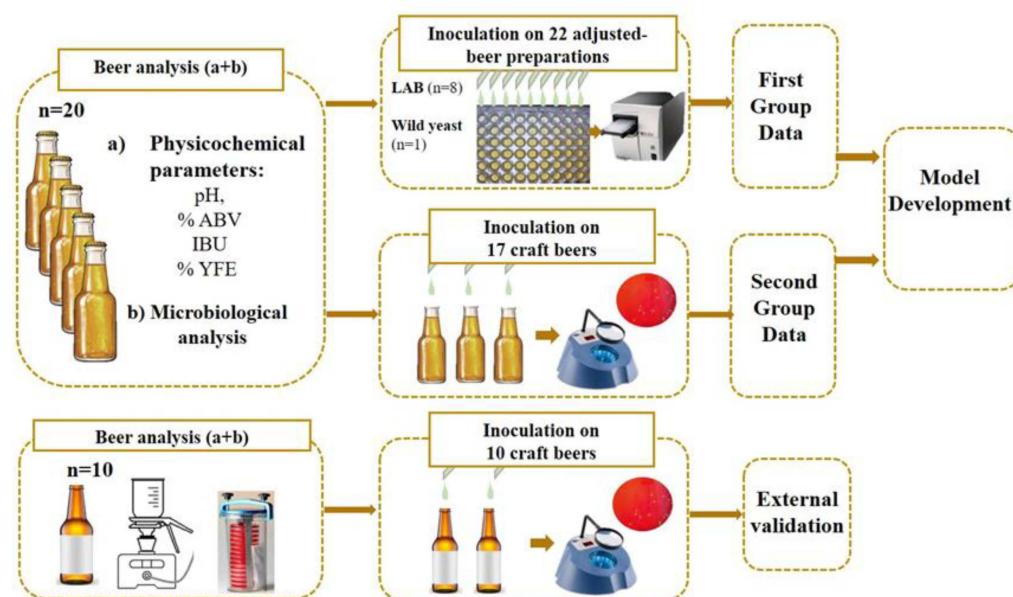 Beer analysis (a+b)
n=20
a) Physicochemical
parameters:
pH,
% ABV
IBU
% YFE
b) Microbiological
analysis
Inoculation on 22 adjusted-
beer preparations
LAB (n=8)
Wild yeast
(n=1)
First
Group
Data
Inoculation on
17 craft beers
Second
Group
Data
Model
Development
Beer analysis (a+b)
n=10
Inoculation on
10 craft beers
External
validation